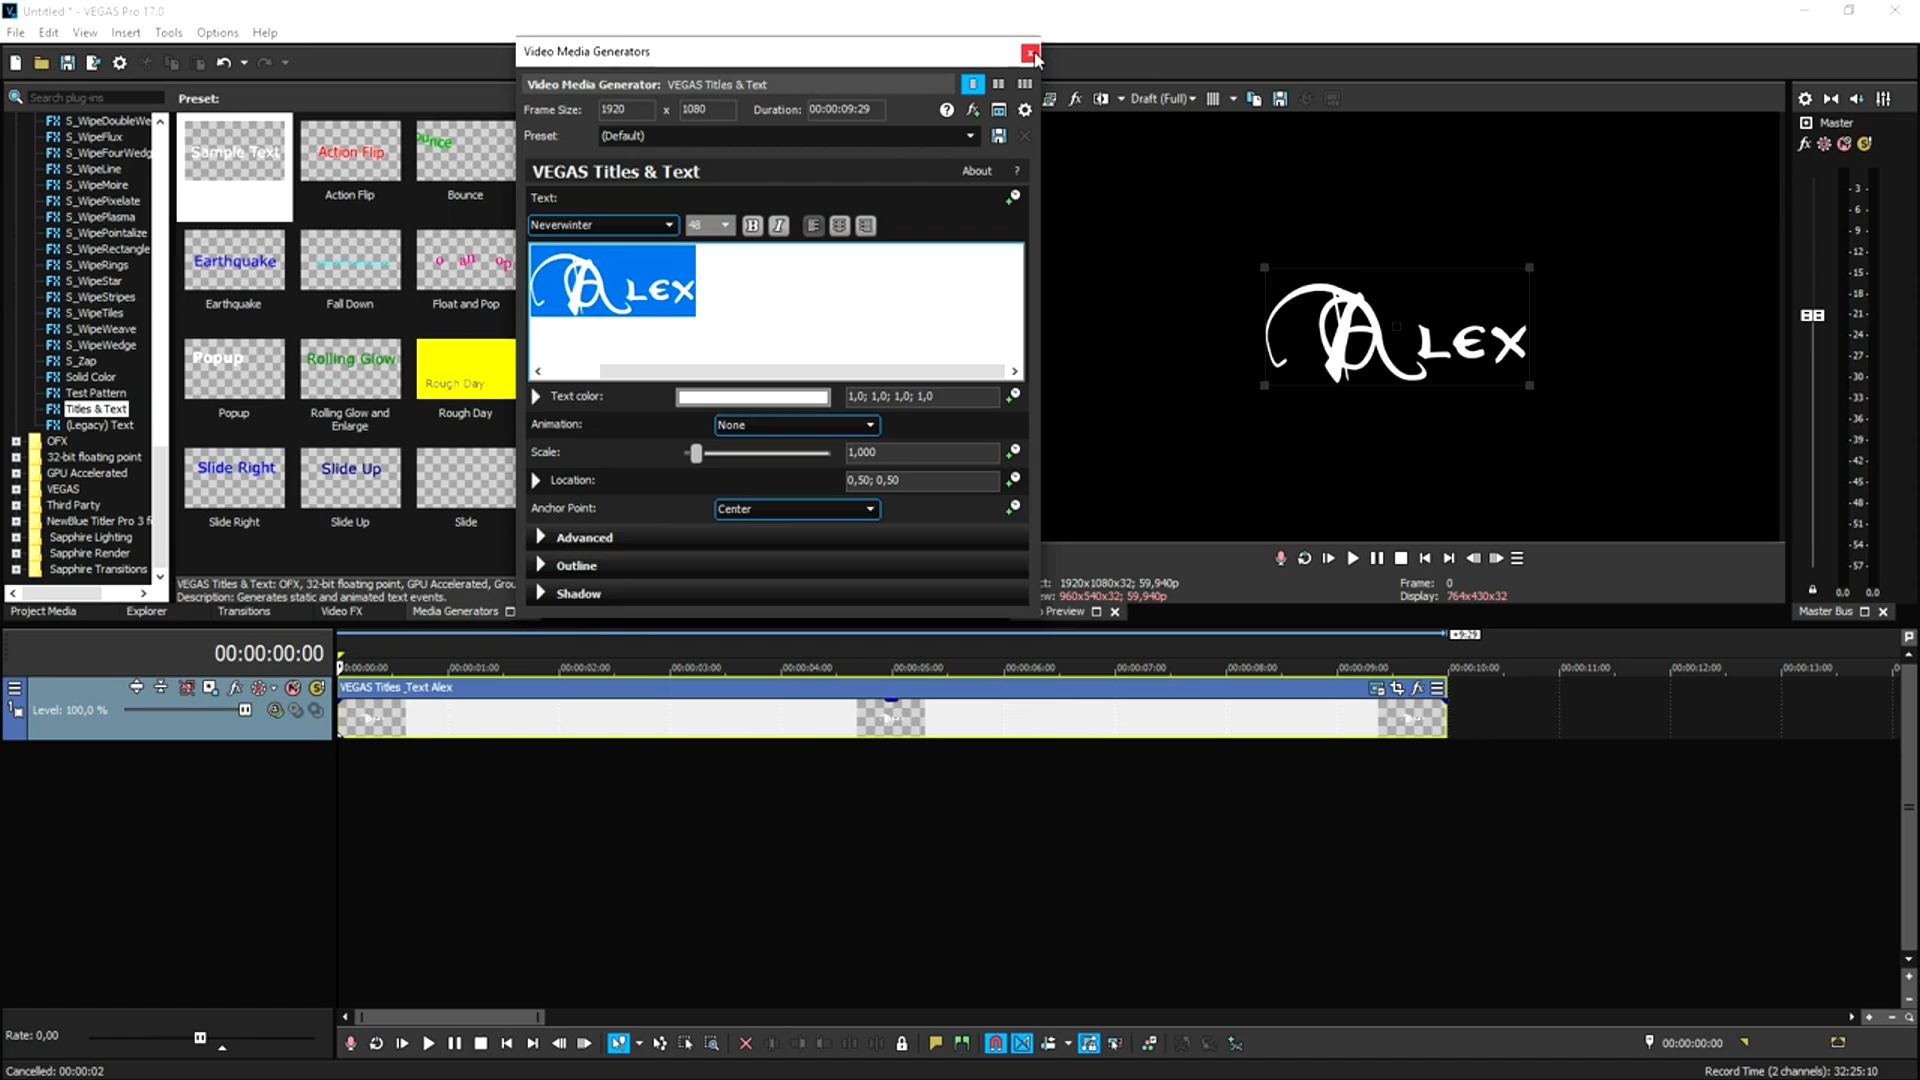 Untitled * - VEGAS Pro 17.0
File Edit View Insert Tools Options Help
Video Media Generators
Video Media Generator: VEGAS Titles & Text
Frame Size: 1920 x 1080 Duration: 00:00:09:29
Preset: (Default)
VEGAS Titles & Text About ?
Text:
Neverwinter 48 B I
Alex
Text color: 1,0; 1,0; 1,0; 1,0
Animation: None
Scale: 1,000
Location: 0,50; 0,50
Anchor Point: Center
Advanced
Outline
Shadow
Search plug-ins
S_WipeDoubleWe
S_WipeFlux
S_WipeFourWedg
S_WipeLine
S_WipeMoire
S_WipePixelate
S_WipePlasma
S_WipePointalize
S_WipeRectangle
S_WipeRings
S_WipeStar
S_WipeStripes
S_WipeTiles
S_WipeWeave
S_WipeWedge
S_Zap
Solid Color
Test Pattern
Titles & Text
(Legacy) Text
OFX
32-bit floating point
GPU Accelerated
VEGAS
Third Party
NewBlue Titler Pro 3 f
Sapphire Lighting
Sapphire Render
Sapphire Transitions
Preset:
Sample Text Action Flip ounce
Action Flip Bounce
Earthquake o an op
Earthquake Fall Down Float and Pop
Popup Rolling Glow Rough Day
Popup Rolling Glow and Enlarge Rough Day
Slide Right Slide Up
Slide Right Slide Up Slide
VEGAS Titles & Text: OFX, 32-bit floating point, GPU Accelerated, Grou
Description: Generates static and animated text events.
Project Media Explorer Transitions Video FX Media Generators
Draft (Full)
Alex
1920x1080x32; 59,940p
960x540x32; 59,940p
Frame: 0
Display: 764x430x32
Preview
Master
-3-
-6-
-9-
-12-
-15-
-18-
-21-
-24-
-27-
-30-
-33-
-36-
-39-
-42-
-45-
-48-
-51-
-54-
-57-
0,0 0,0
Master Bus
00:00:00:00
+9:29
00:00:00:00 00:00:01:00 00:00:02:00 00:00:03:00 00:00:04:00 00:00:05:00 00:00:06:00 00:00:07:00 00:00:08:00 00:00:09:00 00:00:10:00 00:00:11:00 00:00:12:00 00:00:13:00
1 Level: 100,0 %
VEGAS Titles _Text Alex
Rate: 0,00
00:00:00:00
Cancelled: 00:00:02
Record Time (2 channels): 32:25:10